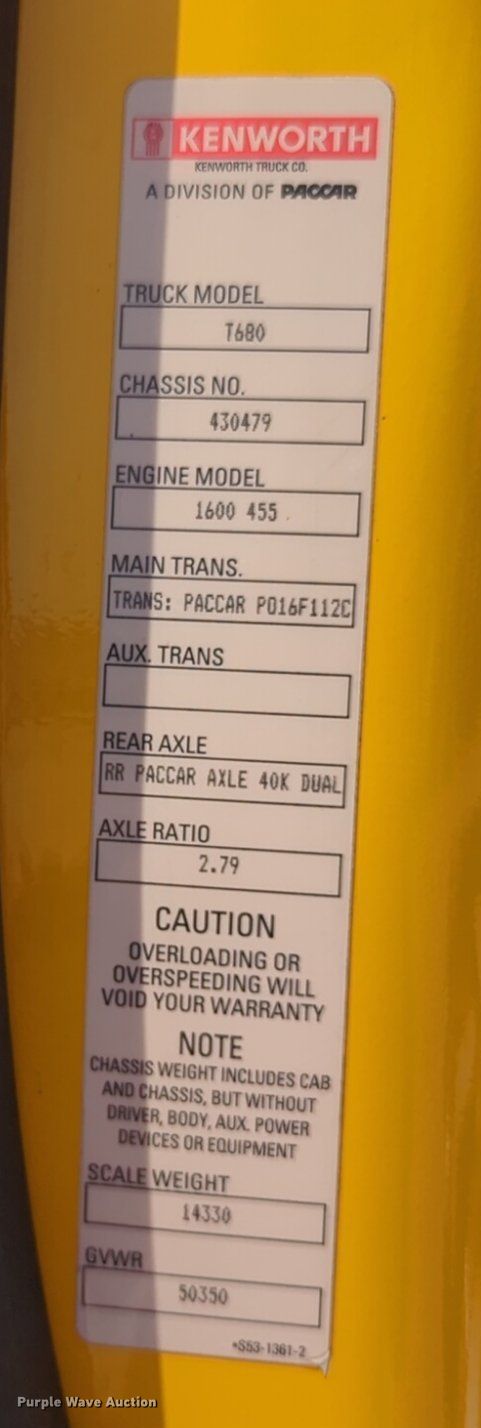 KENWORTH
KENWORTH TRUCK CO.
A DIVISION OF PACCAR
TRUCK MODEL
T680
CHASSIS NO.
430479
ENGINE MODEL
1600 455
MAIN TRANS.
TRANS: PACCAR PO16F112C
AUX. TRANS
REAR AXLE
RR PACCAR AXLE 40K DUAL
AXLE RATIO
2.79
CAUTION
OVERLOADING OR
OVERSPEEDING WILL
VOID YOUR WARRANTY
NOTE
CHASSIS WEIGHT INCLUDES CAB
AND CHASSIS, BUT WITHOUT
DRIVER, BODY, AUX. POWER
DEVICES OR EQUIPMENT
SCALE WEIGHT
14330
GVWR
50350
*S53-1361-2
Purple Wave Auction